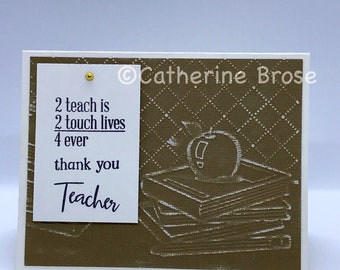 ©Catherine Brose
2 teach is
2 touch lives
4 ever
thank you
Teacher